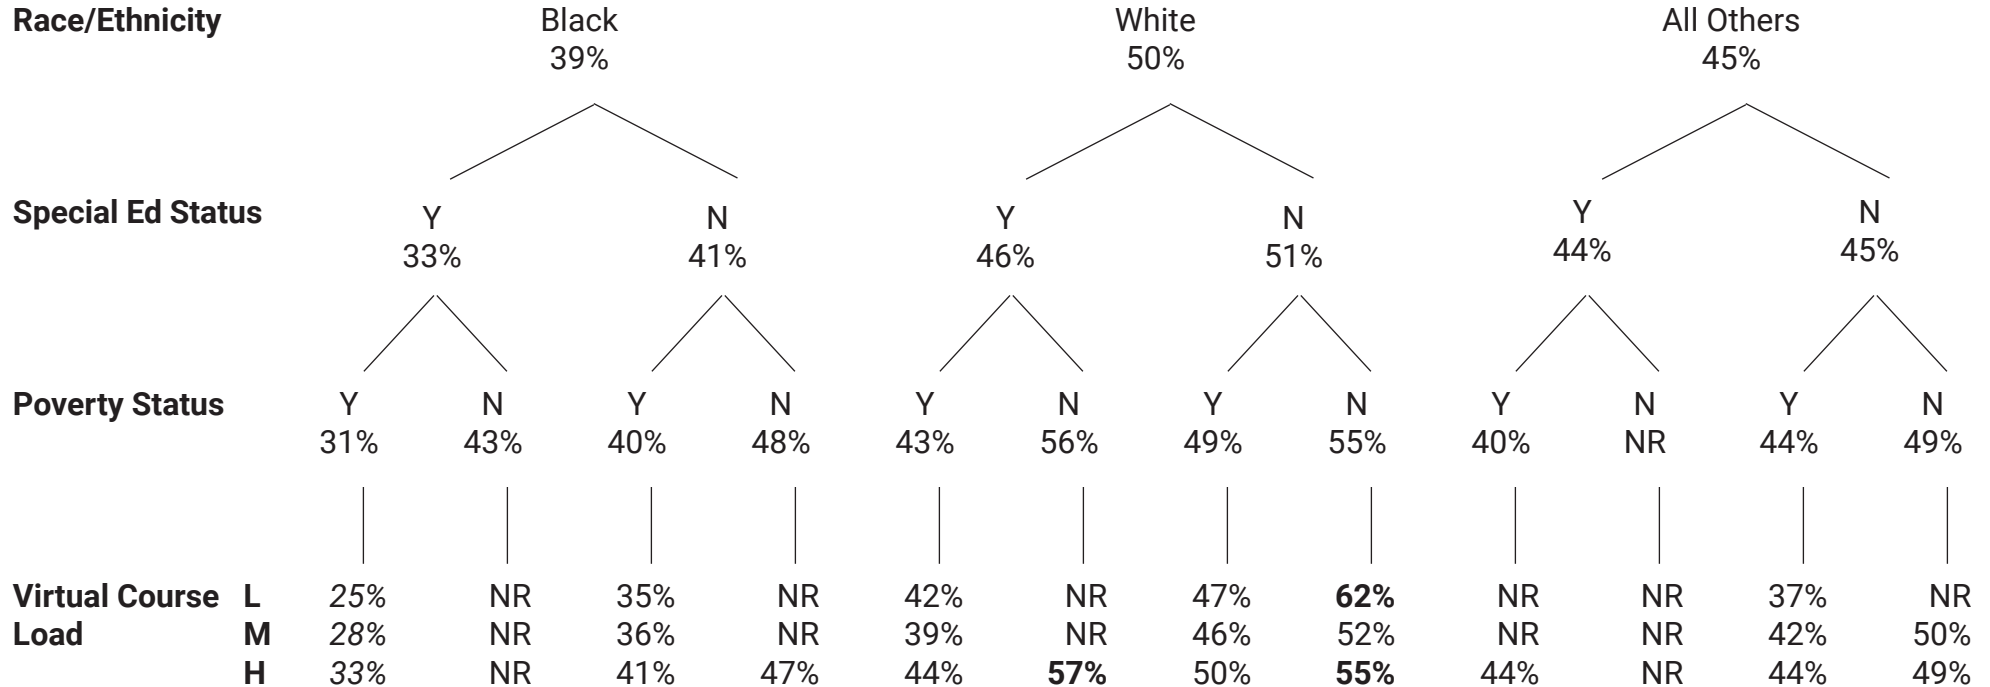 Race/Ethnicity Black White All Others
39% 50% 45%
Special Ed Status Y N Y N Y N
33% 41% 46% 51% 44% 45%
Poverty Status Y N Y N Y N Y N Y N Y N
31% 43% 40% 48% 43% 56% 49% 55% 40% NR 44% 49%
Virtual Course L 25% NR 35% NR 42% NR 47% 62% NR NR 37% NR
Load M 28% NR 36% NR 39% NR 46% 52% NR NR 42% 50%
H 33% NR 41% 47% 44% 57% 50% 55% 44% NR 44% 49%